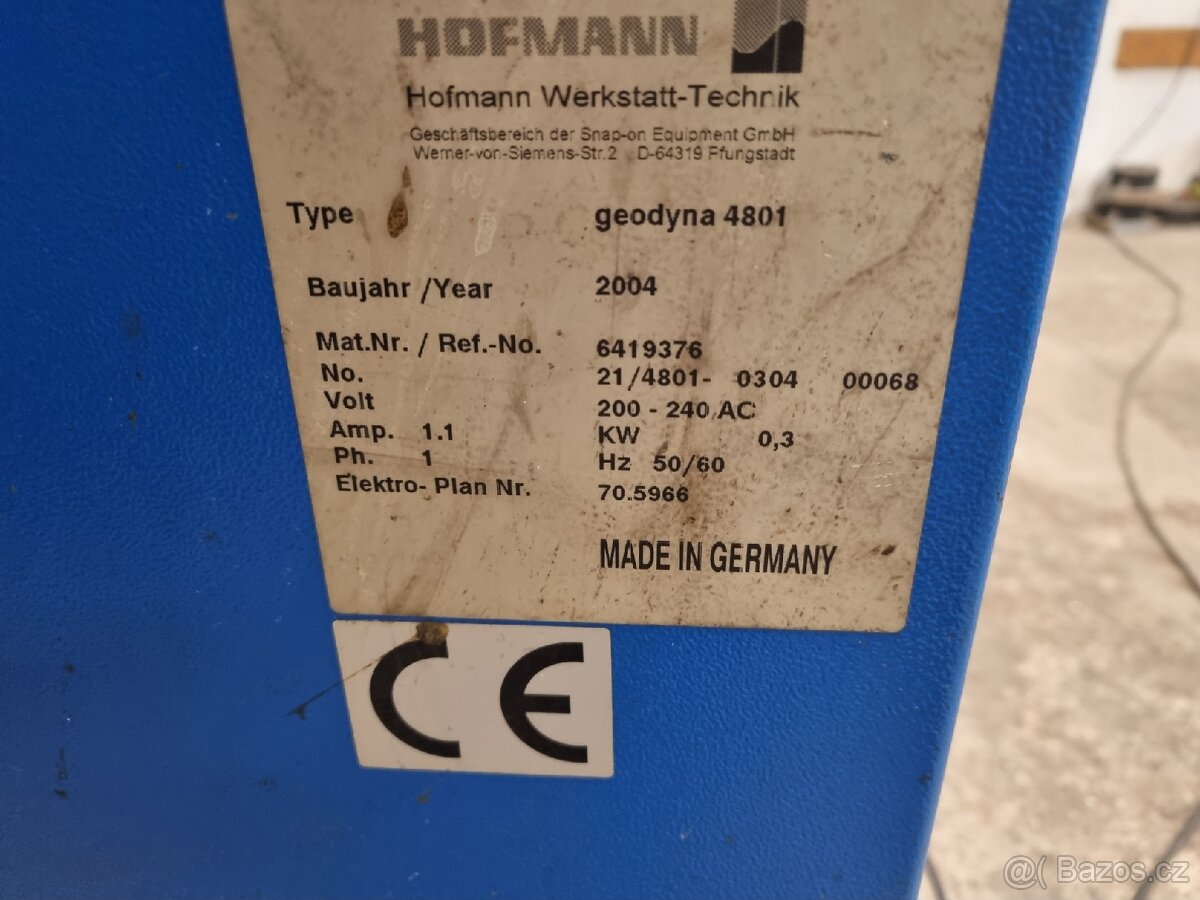 HOFMANN
Hofmann Werkstatt-Technik
Geschäftsbereich der Snap-on Equipment GmbH
Werner-von-Siemens-Str.2 D-64319 Pfungstadt
Type geodyna 4801
Baujahr /Year 2004
Mat.Nr. / Ref.-No. 6419376
No. 21/4801- 0304 00068
Volt 200 - 240 AC
Amp. 1.1 KW 0,3
Ph. 1 Hz 50/60
Elektro- Plan Nr. 70.5966
MADE IN GERMANY
CE
@( Bazos.cz